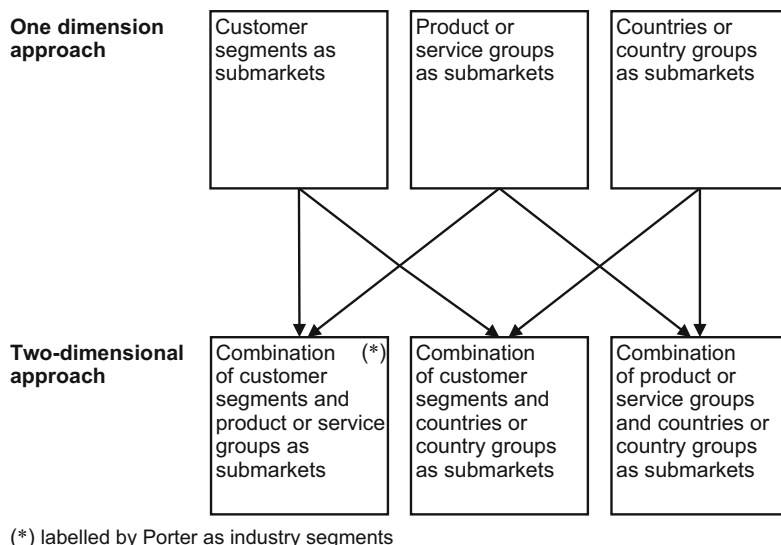 One dimension
approach
Customer
segments as
submarkets
Product or
service groups
as submarkets
Countries or
country groups
as submarkets
Two-dimensional
approach
Combination (*)
of customer
segments and
product or service
groups as
submarkets
Combination
of customer
segments and
countries or
country groups
as submarkets
Combination
of product or
service groups
and countries or
country groups
as submarkets
(*) labelled by Porter as industry segments